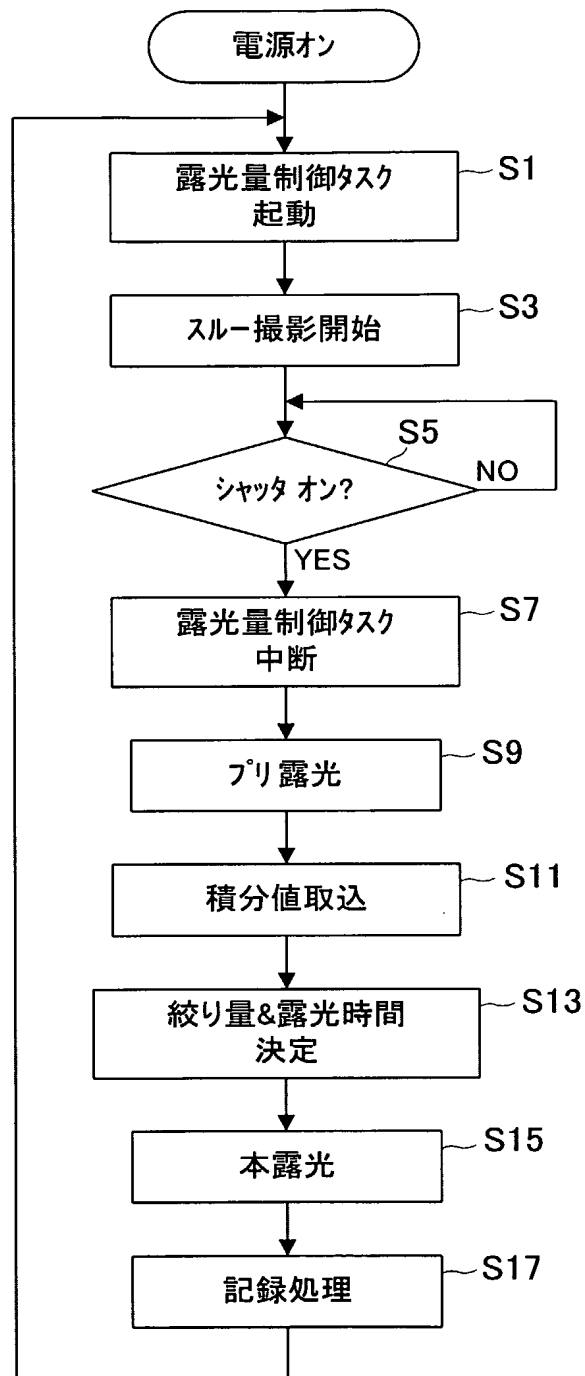 電源オン
露光量制御タスク
起動
S1
スルー撮影開始
S3
シャッタ オン?
S5
NO
YES
露光量制御タスク
中断
S7
プリ露光
S9
積分値取込
S11
絞り量&露光時間
決定
S13
本露光
S15
記録処理
S17